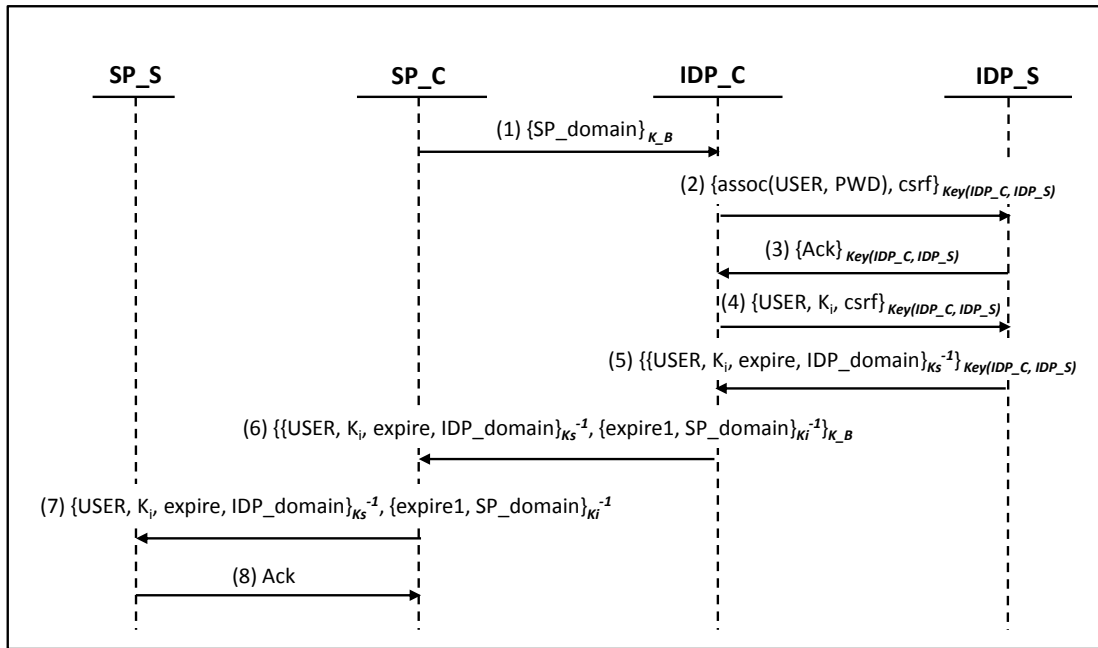 SP_S SP_C IDP_C IDP_S
(1) {SP_domain}K_B
(2) {assoc(USER, PWD), csrf}Key(IDP_C, IDP_S)
(3) {Ack}Key(IDP_C, IDP_S)
(4) {USER, Ki, csrf}Key(IDP_C, IDP_S)
(5) {{USER, Ki, expire, IDP_domain}Ks-1}Key(IDP_C, IDP_S)
(6) {{USER, Ki, expire, IDP_domain}Ks-1, {expire1, SP_domain}Ki-1}K_B
(7) {USER, Ki, expire, IDP_domain}Ks-1, {expire1, SP_domain}Ki-1
(8) Ack